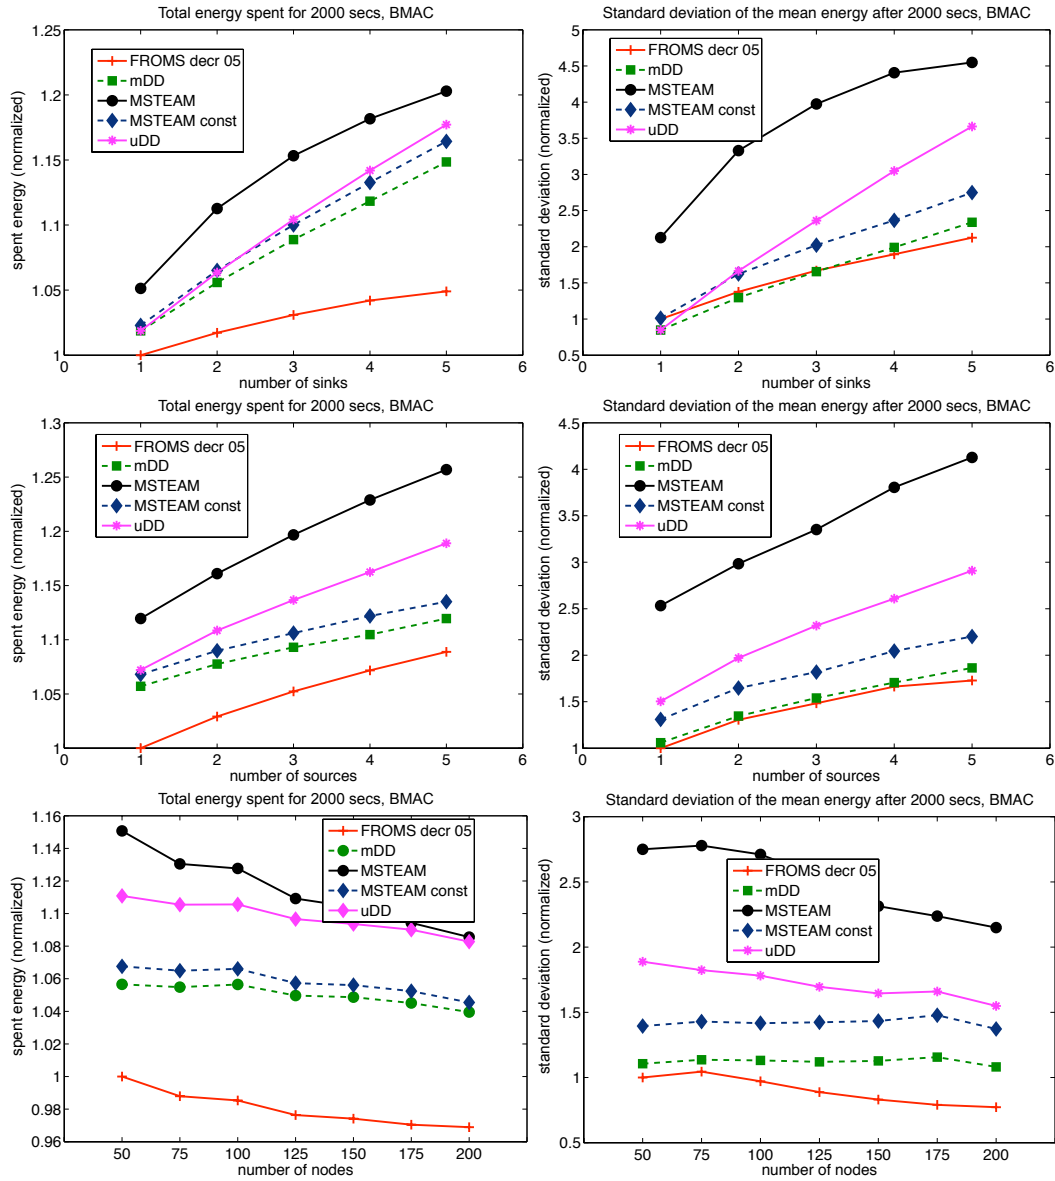 Total energy spent for 2000 secs, BMAC
1.25
1.2
1.15
1.1
1.05
1
spent energy (normalized)
FROMS decr 05
mDD
MSTEAM
MSTEAM const
uDD
0 1 2 3 4 5 6
number of sinks
Standard deviation of the mean energy after 2000 secs, BMAC
5
4.5
4
3.5
3
2.5
2
1.5
1
0.5
standard deviation (normalized)
FROMS decr 05
mDD
MSTEAM
MSTEAM const
uDD
0 1 2 3 4 5 6
number of sinks
Total energy spent for 2000 secs, BMAC
1.3
1.25
1.2
1.15
1.1
1.05
1
spent energy (normalized)
FROMS decr 05
mDD
MSTEAM
MSTEAM const
uDD
0 1 2 3 4 5 6
number of sources
Standard deviation of the mean energy after 2000 secs, BMAC
4.5
4
3.5
3
2.5
2
1.5
1
standard deviation (normalized)
FROMS decr 05
mDD
MSTEAM
MSTEAM const
uDD
0 1 2 3 4 5 6
number of sources
Total energy spent for 2000 secs, BMAC
1.16
1.14
1.12
1.1
1.08
1.06
1.04
1.02
1
0.98
0.96
spent energy (normalized)
FROMS decr 05
mDD
MSTEAM
MSTEAM const
uDD
50 75 100 125 150 175 200
number of nodes
Standard deviation of the mean energy after 2000 secs, BMAC
3
2.5
2
1.5
1
0.5
standard deviation (normalized)
FROMS decr 05
mDD
MSTEAM
MSTEAM const
uDD
50 75 100 125 150 175 200
number of nodes